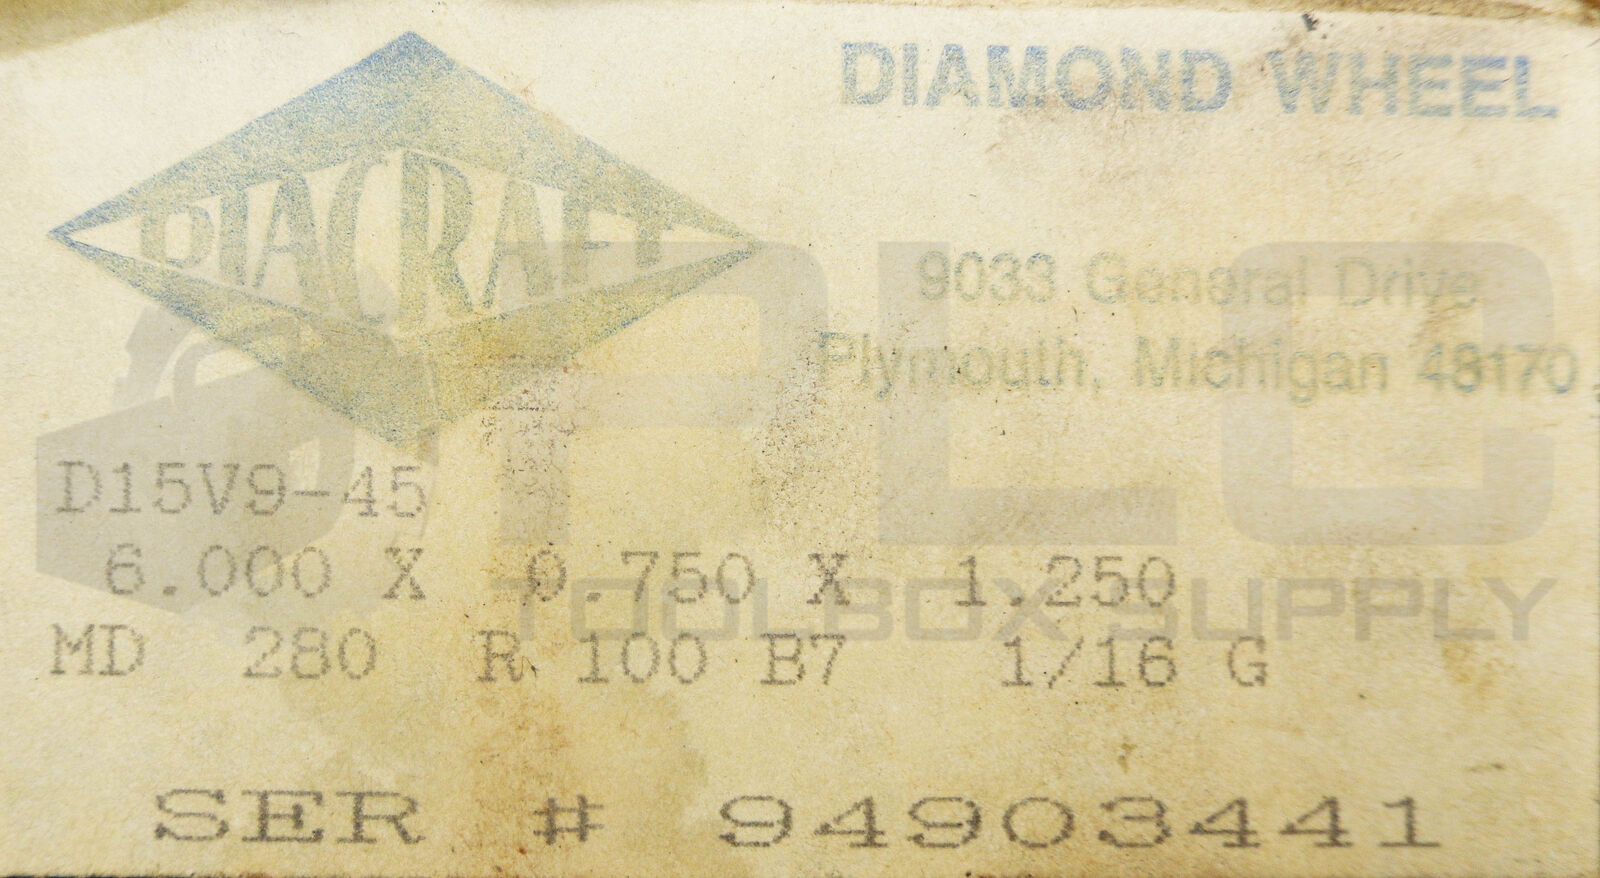 DIACRAFT
DIAMOND WHEEL
9033 General Drive
Plymouth, Michigan 48170
D15V9-45
6.000 X 0.750 X 1.250
MD 280 R 100 B7 1/16 G
SER # 94903441
PLC
TOOLBOX SUPPLY